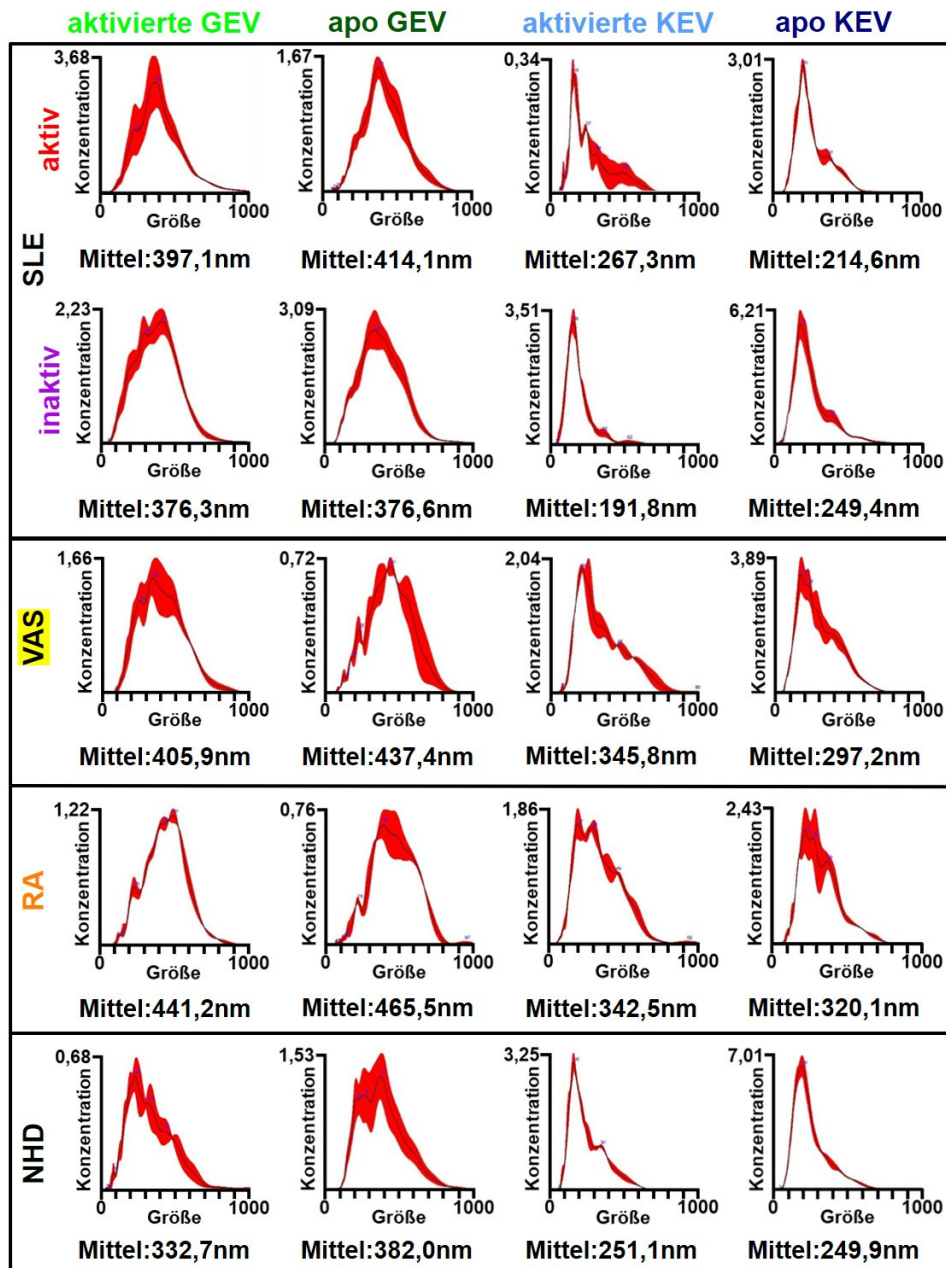 aktivierte GEV apo GEV aktivierte KEV apo KEV
SLE
aktiv
3,68 Konzentration 0 Größe 1000
Mittel:397,1nm
1,67 Konzentration 0 Größe 1000
Mittel:414,1nm
0,34 Konzentration 0 Größe 1000
Mittel:267,3nm
3,01 Konzentration 0 Größe 1000
Mittel:214,6nm
inaktiv
2,23 Konzentration 0 Größe 1000
Mittel:376,3nm
3,09 Konzentration 0 Größe 1000
Mittel:376,6nm
3,51 Konzentration 0 Größe 1000
Mittel:191,8nm
6,21 Konzentration 0 Größe 1000
Mittel:249,4nm
VAS
1,66 Konzentration 0 Größe 1000
Mittel:405,9nm
0,72 Konzentration 0 Größe 1000
Mittel:437,4nm
2,04 Konzentration 0 Größe 1000
Mittel:345,8nm
3,89 Konzentration 0 Größe 1000
Mittel:297,2nm
RA
1,22 Konzentration 0 Größe 1000
Mittel:441,2nm
0,76 Konzentration 0 Größe 1000
Mittel:465,5nm
1,86 Konzentration 0 Größe 1000
Mittel:342,5nm
2,43 Konzentration 0 Größe 1000
Mittel:320,1nm
NHD
0,68 Konzentration 0 Größe 1000
Mittel:332,7nm
1,53 Konzentration 0 Größe 1000
Mittel:382,0nm
3,25 Konzentration 0 Größe 1000
Mittel:251,1nm
7,01 Konzentration 0 Größe 1000
Mittel:249,9nm